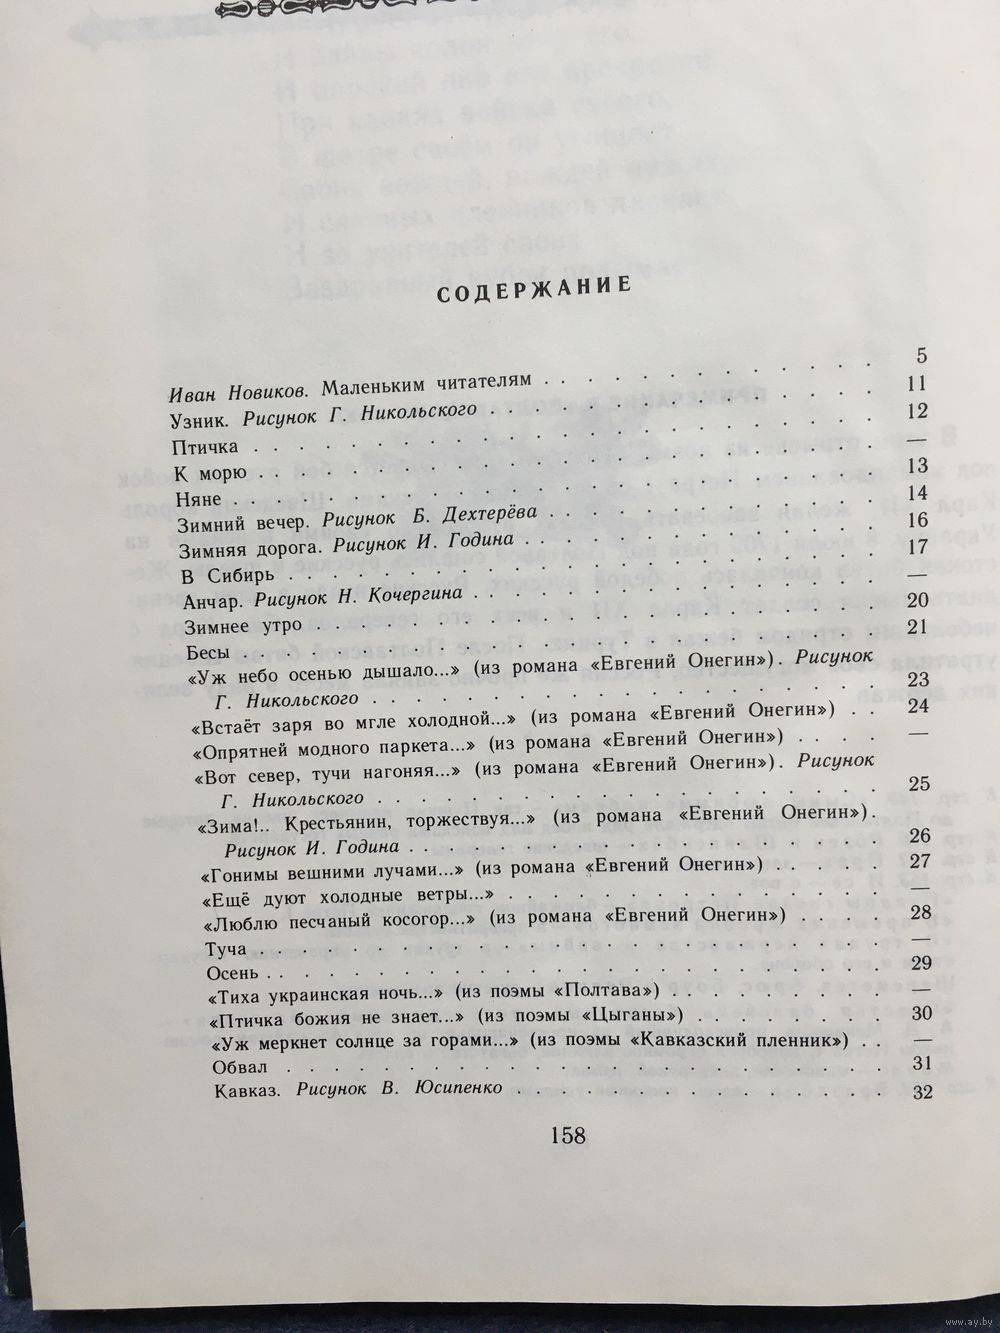 СОДЕРЖАНИЕ
Иван Новиков. Маленьким читателям . . . . . . . . . 5
Узник. Рисунок Г. Никольского . . . . . . . . . . 11
Птичка . . . . . . . . . . . . . . . . 12
К морю . . . . . . . . . . . . . . . . —
Няне . . . . . . . . . . . . . . . . 13
Зимний вечер. Рисунок Б. Дехтерёва . . . . . . . . . 14
Зимняя дорога. Рисунок И. Година . . . . . . . . . 16
В Сибирь . . . . . . . . . . . . . . . 17
Анчар. Рисунок Н. Кочергина . . . . . . . . . . —
Зимнее утро . . . . . . . . . . . . . . 20
Бесы . . . . . . . . . . . . . . . . 21
«Уж небо осенью дышало...» (из романа «Евгений Онегин»). Рисунок
Г. Никольского . . . . . . . . . . . . . 23
«Встаёт заря во мгле холодной...» (из романа «Евгений Онегин») . . 24
«Опрятней модного паркета...» (из романа «Евгений Онегин») . . . . —
«Вот север, тучи нагоняя...» (из романа «Евгений Онегин»). Рисунок
Г. Никольского . . . . . . . . . . . . . 25
«Зима!.. Крестьянин, торжествуя...» (из романа «Евгений Онегин»).
Рисунок И. Година . . . . . . . . . . . . 26
«Гонимы вешними лучами...» (из романа «Евгений Онегин») . . . . 27
«Ещё дуют холодные ветры...» . . . . . . . . . . —
«Люблю песчаный косогор...» (из романа «Евгений Онегин») . . . . 28
Туча . . . . . . . . . . . . . . . . —
Осень . . . . . . . . . . . . . . . . 29
«Тиха украинская ночь...» (из поэмы «Полтава») . . . . . . —
«Птичка божия не знает...» (из поэмы «Цыганы») . . . . . . 30
«Уж меркнет солнце за горами...» (из поэмы «Кавказский пленник») . . —
Обвал . . . . . . . . . . . . . . . 31
Кавказ. Рисунок В. Юсипенко . . . . . . . . . . 32
158
www.ay.by